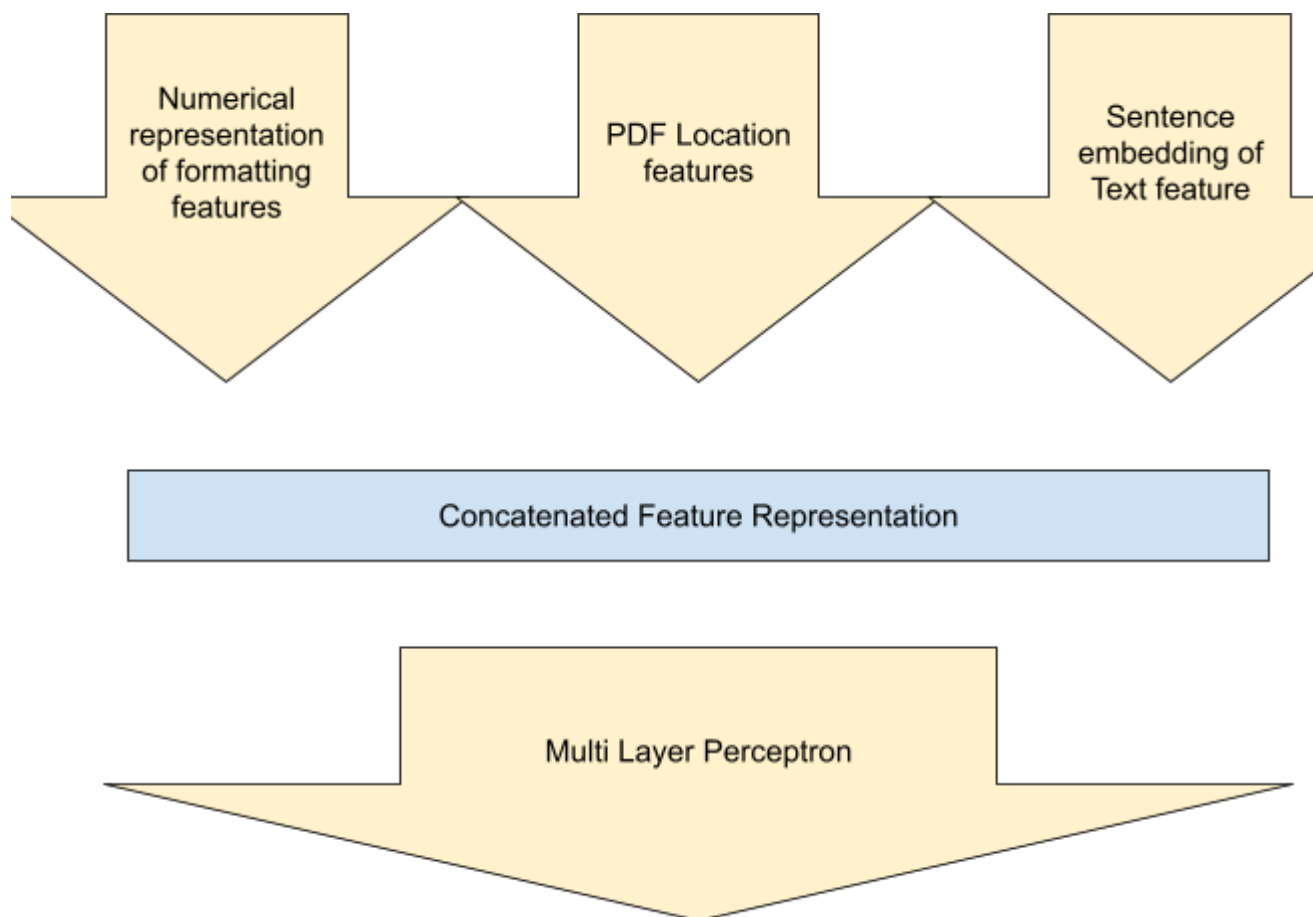 Numerical
representation
of formatting
features
PDF Location
features
Sentence
embedding of
Text feature
Concatenated Feature Representation
Multi Layer Perceptron